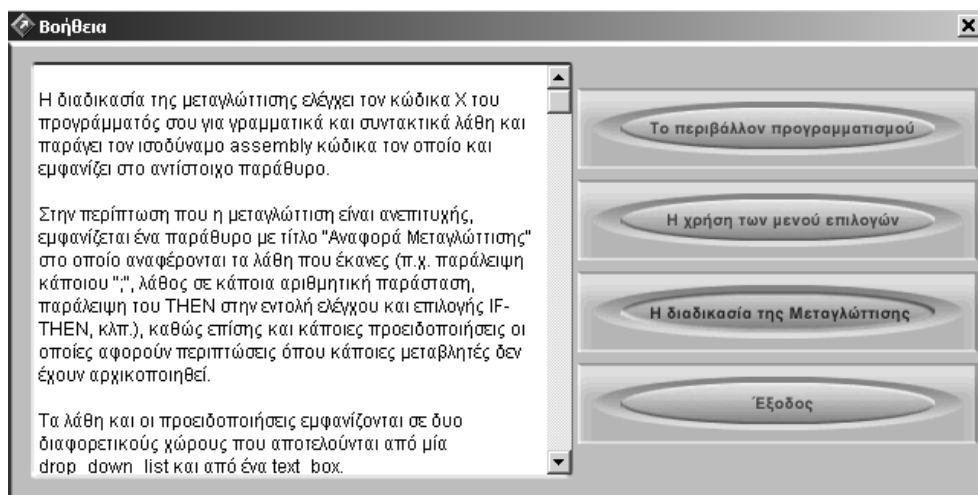 Βοήθεια
Η διαδικασία της μεταγλώττισης ελέγχει τον κώδικα Χ του
προγράμματός σου για γραμματικά και συντακτικά λάθη και
παράγει τον ισοδύναμο assembly κώδικα τον οποίο και
εμφανίζει στο αντίστοιχο παράθυρο.
Στην περίπτωση που η μεταγλώττιση είναι ανεπιτυχής,
εμφανίζεται ένα παράθυρο με τίτλο "Αναφορά Μεταγλώττισης"
στο οποίο αναφέρονται τα λάθη που έκανες (π.χ. παράλειψη
κάποιου ";", λάθος σε κάποια αριθμητική παράσταση,
παράλειψη του THEN στην εντολή ελέγχου και επιλογής IF-
THEN, κλπ.), καθώς επίσης και κάποιες προειδοποιήσεις οι
οποίες αφορούν περιπτώσεις όπου κάποιες μεταβλητές δεν
έχουν αρχικοποιηθεί.
Τα λάθη και οι προειδοποιήσεις εμφανίζονται σε δυο
διαφορετικούς χώρους που αποτελούνται από μία
drop_down_list και από ένα text_box.
Το περιβάλλον προγραμματισμού
Η χρήση των μενού επιλογών
Η διαδικασία της Μεταγλώττισης
Έξοδος